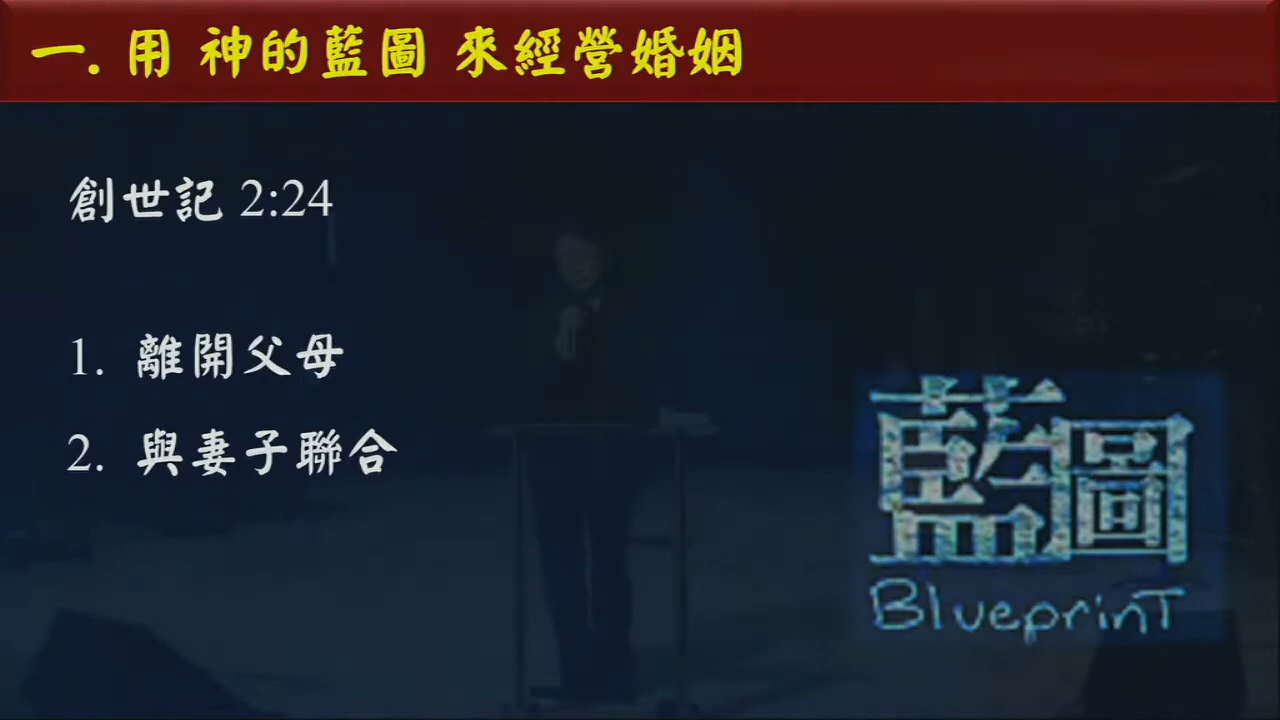 一. 用 神的藍圖 來經營婚姻
創世記 2:24
1. 離開父母
2. 與妻子聯合
藍圖
BlueprinT